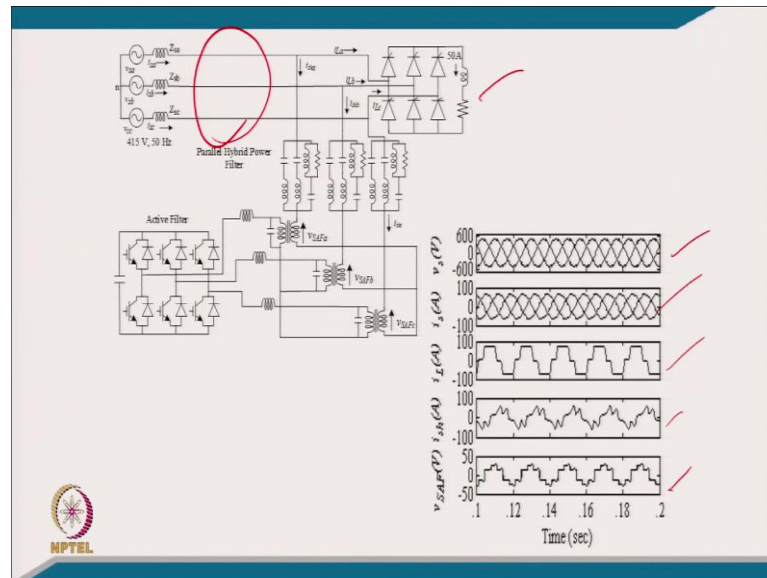 Z_sa
i_sa
v_sa
i_Sha
i_La
50A
Z_sb
n
i_sb
v_sb
i_Lb
i_Shb
Z_sc
i_sc
v_sc
i_Lc
415 V, 50 Hz
Parallel Hybrid Power
Filter
Active Filter
v_SAFa
v_SAFb
v_SAFc
600
0
-600
v_s(V)
100
0
-100
i_s(A)
100
0
-100
i_L(A)
100
0
-100
i_sh(A)
50
0
-50
v_SAF(V)
.1 .12 .14 .16 .18 .2
Time (sec)
NPTEL